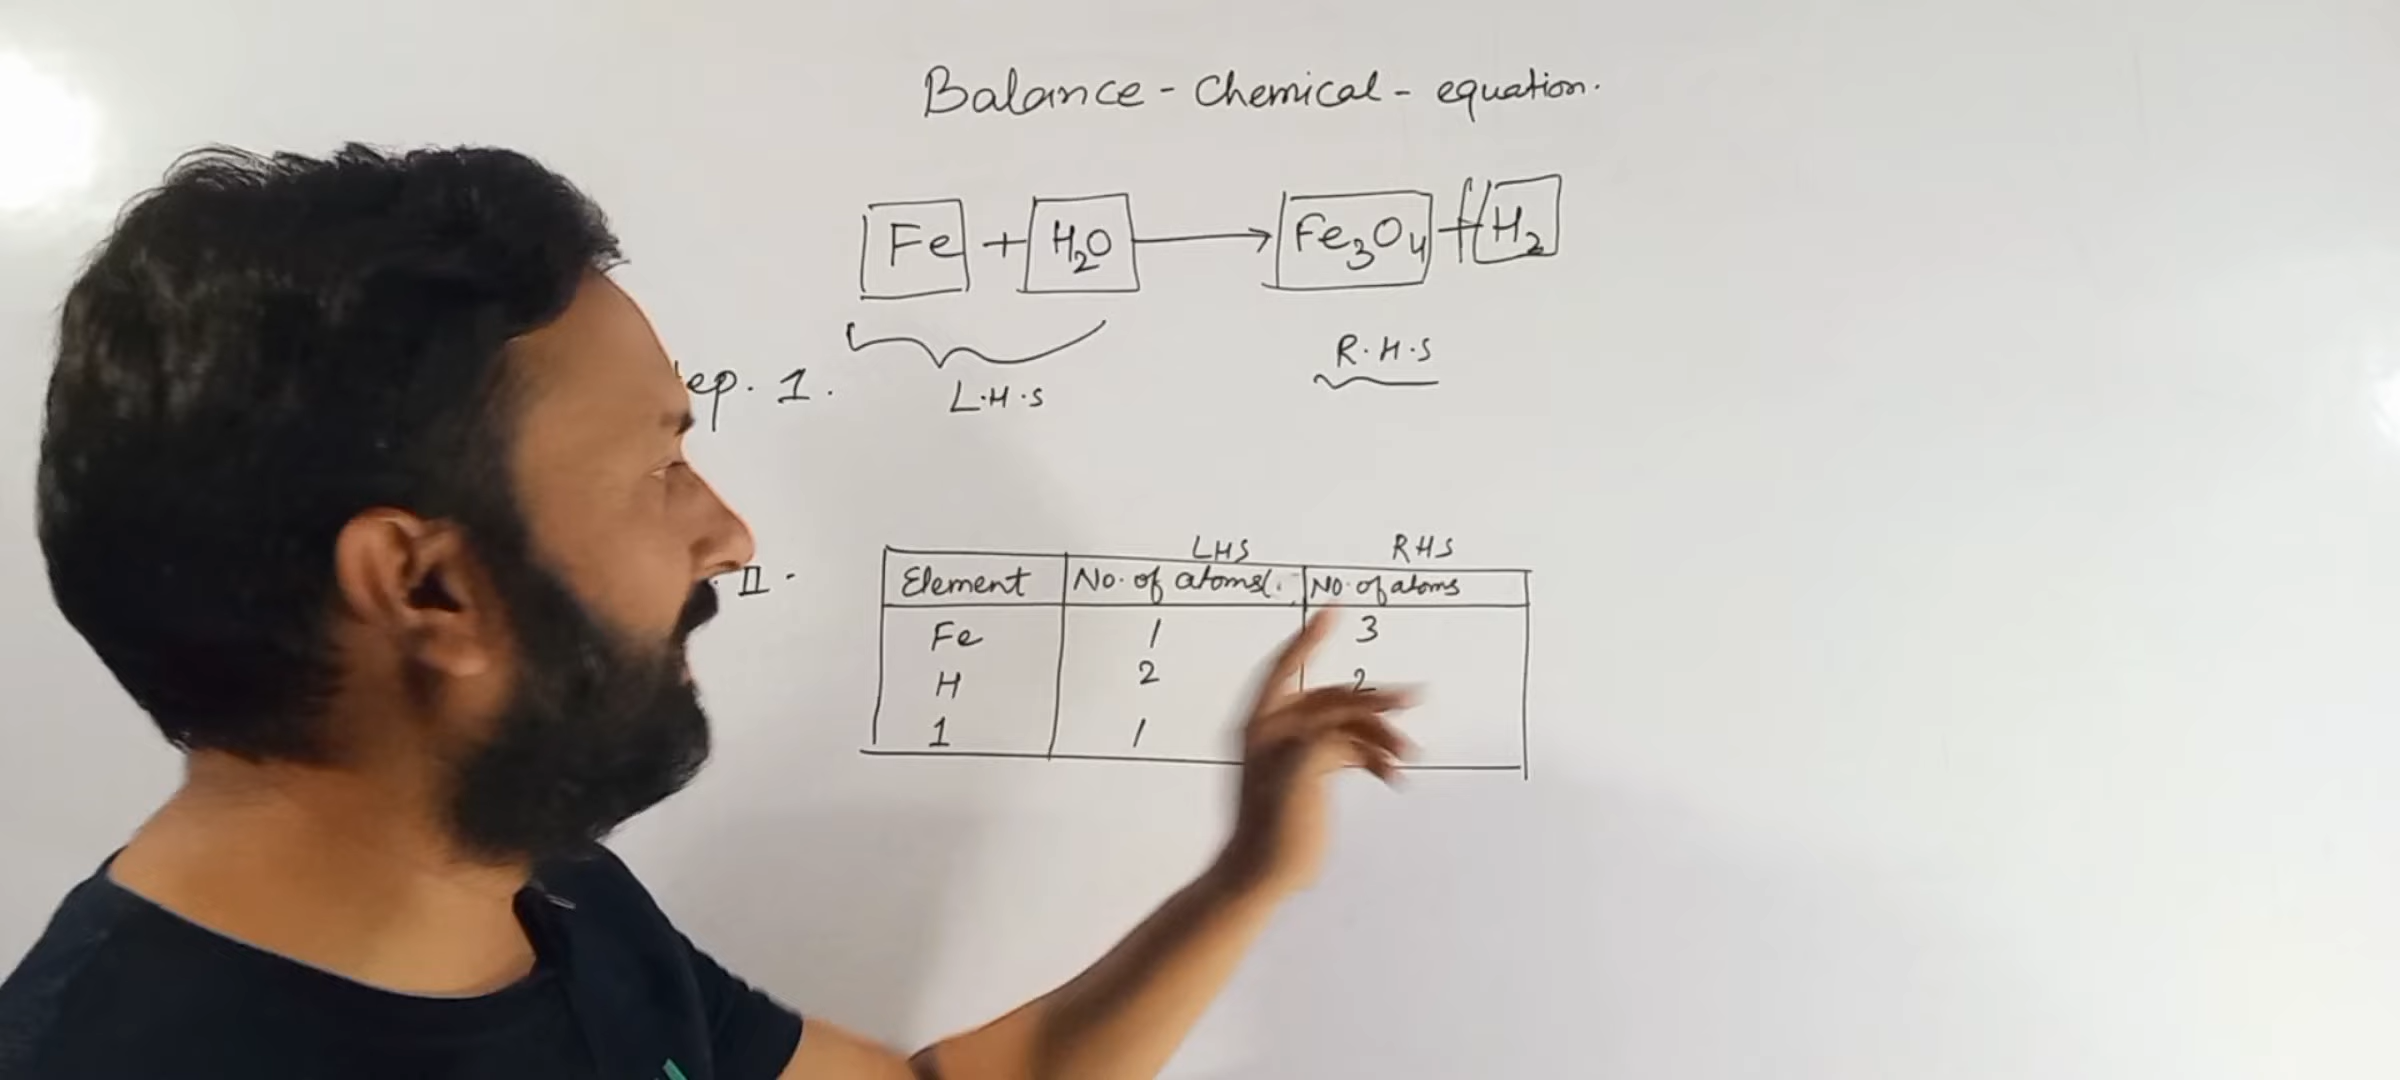 Balance - Chemical - equation.
Fe + H₂O → Fe₃O₄ + H₂
R.H.S
ep. 1. L.H.S
LHS RHS
II. Element No. of atoms(. No. of atoms
Fe 1 3
H 2 2
1 1